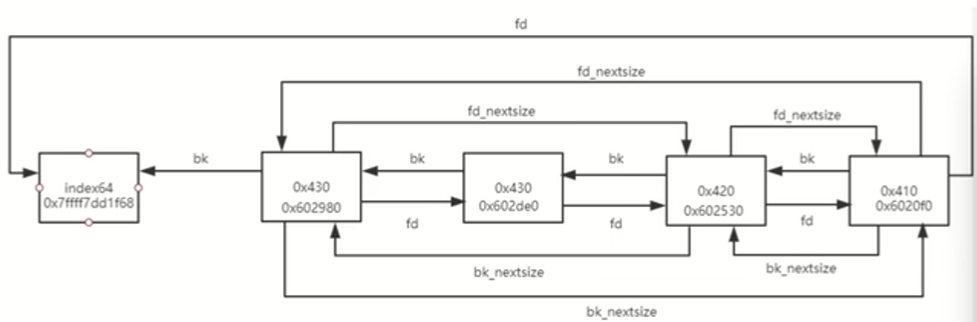 fd
fd_nextsize
fd_nextsize
fd_nextsize
bk
bk
bk
bk
index64
0x7ffff7dd1f68
0x430
0x602980
0x430
0x602de0
0x420
0x602530
0x410
0x6020f0
fd
fd
fd
bk_nextsize
bk_nextsize
bk_nextsize